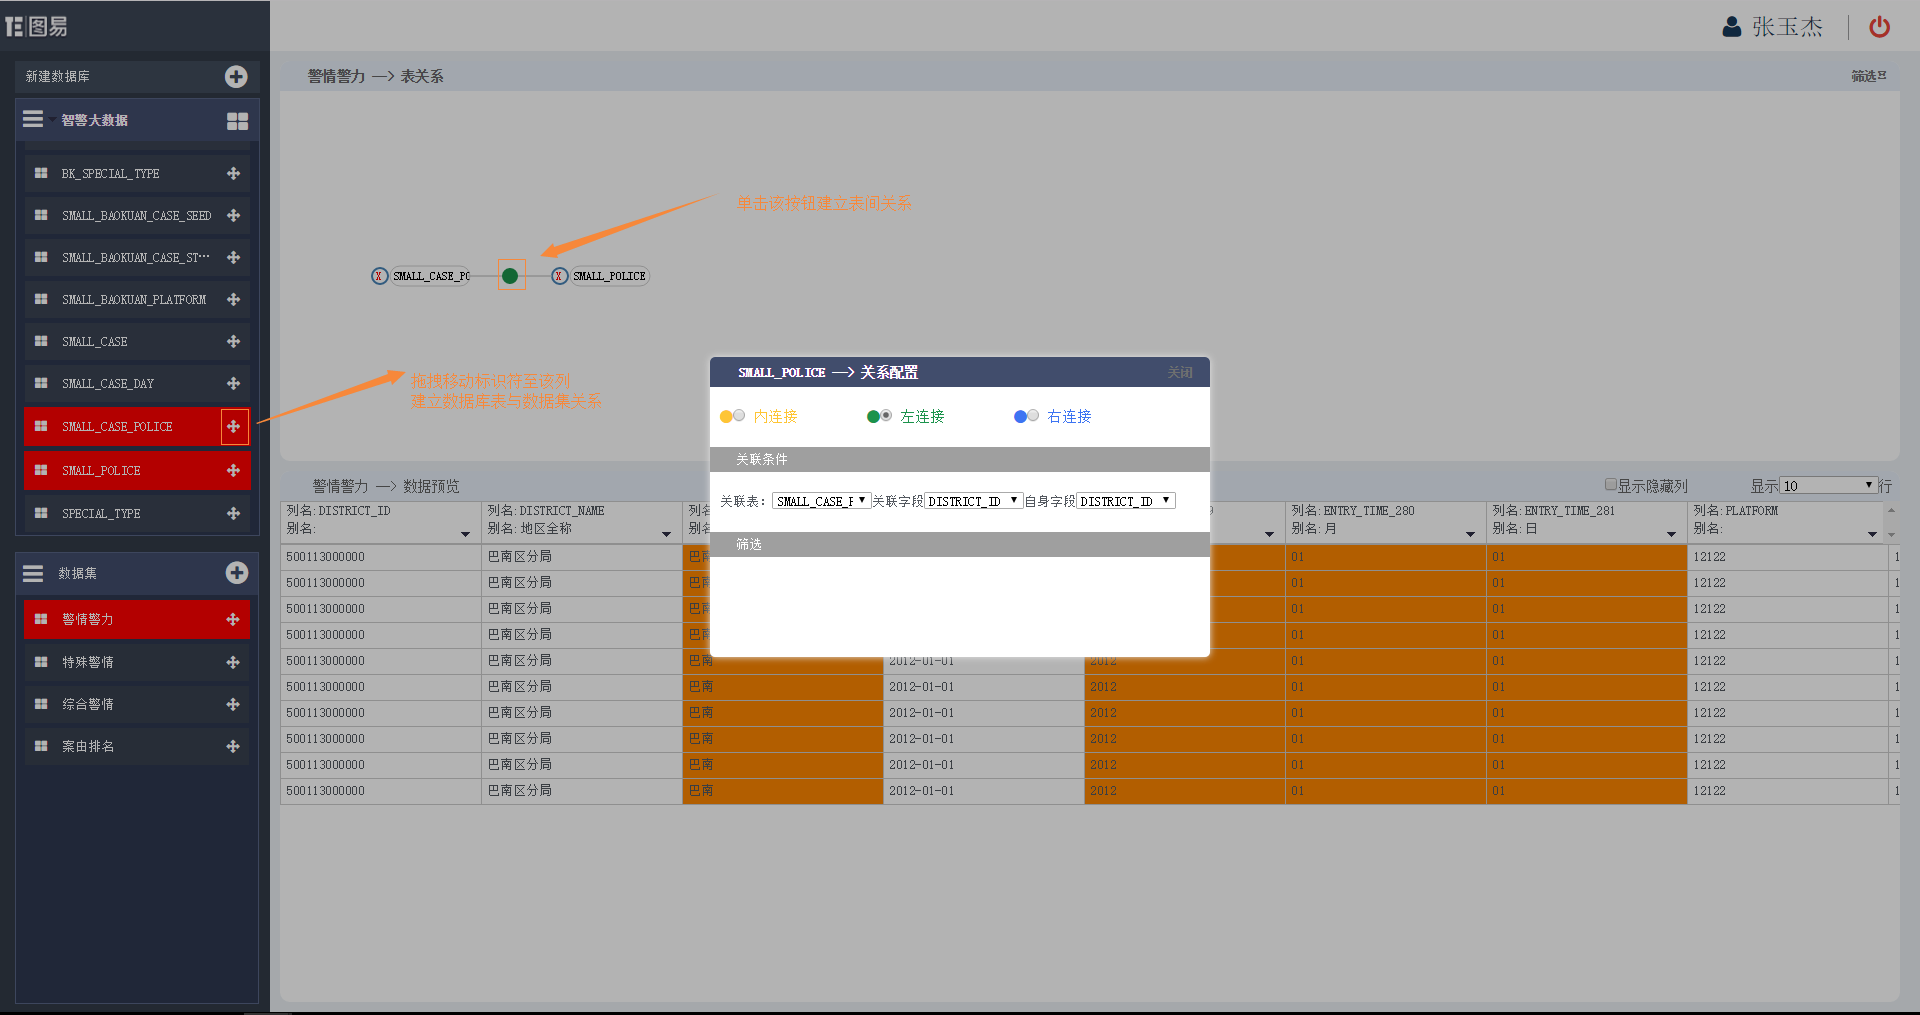 TE图易
张玉杰
新建数据库
智警大数据
BK_SPECIAL_TYPE
SMALL_BAOKUAN_CASE_SEED
SMALL_BAOKUAN_CASE_ST...
SMALL_BAOKUAN_PLATFORM
SMALL_CASE
SMALL_CASE_DAY
SMALL_CASE_POLICE
SMALL_POLICE
SPECIAL_TYPE
数据集
警情警力
特殊警情
综合警情
案由排名
警情警力 —> 表关系
筛选
单击该按钮建立表间关系
X SMALL_CASE_PO
X SMALL_POLICE
拖拽移动标识符至该列
建立数据库表与数据集关系
SMALL_POLICE —> 关系配置 关闭
内连接 左连接 右连接
关联条件
关联表: SMALL_CASE_P 关联字段 DISTRICT_ID 自身字段 DISTRICT_ID
筛选
警情警力 —> 数据预览 显示隐藏列 显示 10 行
列名:DISTRICT_ID 列名:DISTRICT_NAME 列名 9 列名:ENTRY_TIME_280 列名:ENTRY_TIME_281 列名:PLATFORM
别名: 别名:地区全称 别名 别名:月 别名:日 别名:
500113000000 巴南区分局 巴南 01 01 12122 1
500113000000 巴南区分局 巴南 01 01 12122 1
500113000000 巴南区分局 巴南 01 01 12122 1
500113000000 巴南区分局 巴南 01 01 12122 1
500113000000 巴南区分局 巴南 2012-01-01 2012 01 01 12122 1
500113000000 巴南区分局 巴南 2012-01-01 2012 01 01 12122 1
500113000000 巴南区分局 巴南 2012-01-01 2012 01 01 12122 1
500113000000 巴南区分局 巴南 2012-01-01 2012 01 01 12122 1
500113000000 巴南区分局 巴南 2012-01-01 2012 01 01 12122 1
500113000000 巴南区分局 巴南 2012-01-01 2012 01 01 12122 1